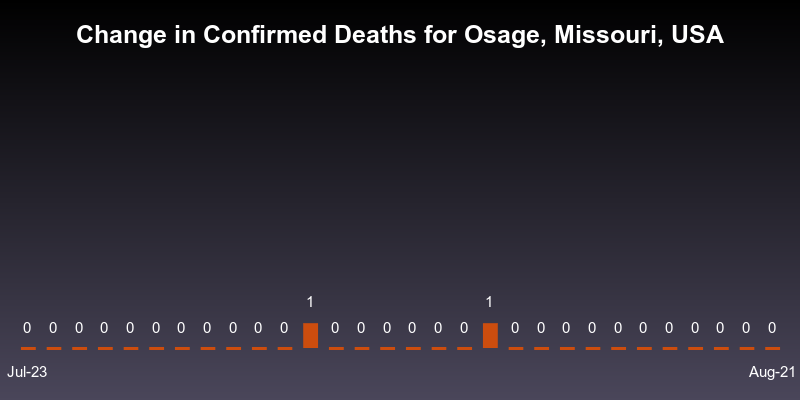 Change in Confirmed Deaths for Osage, Missouri, USA
1 1
0 0 0 0 0 0 0 0 0 0 0 0 0 0 0 0 0 0 0 0 0 0 0 0 0 0 0 0
Jul-23 Aug-21